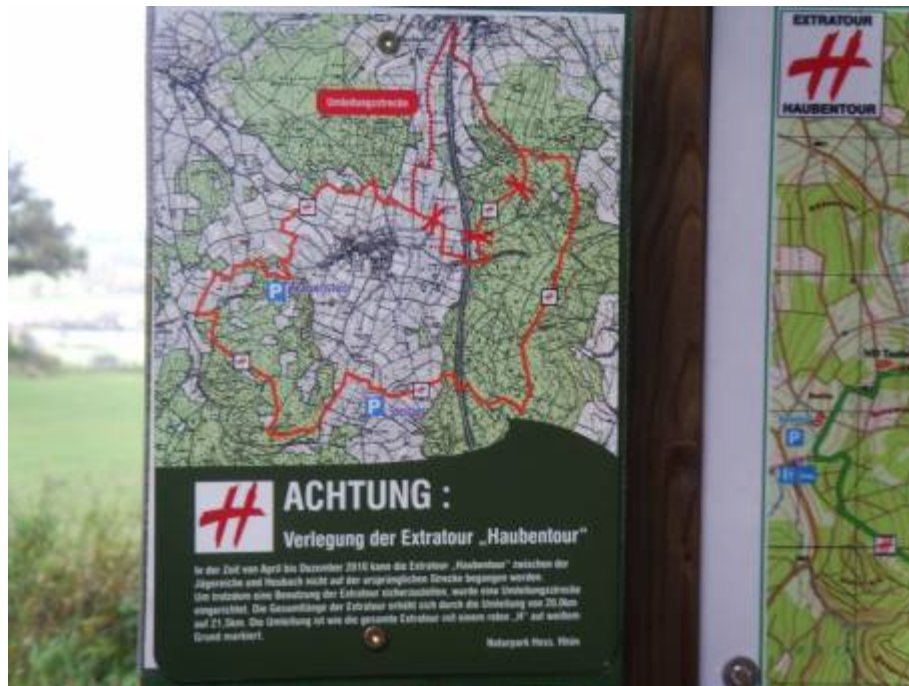 Umleitungsstrecke
P
P
H
ACHTUNG :
Verlegung der Extratour „Haubentour“
In der Zeit von April bis Dezember 2010 kann die Extratour „Haubentour“ zwischen der
Jägereiche und Heubach nicht auf der ursprünglichen Strecke begangen werden.
Um trotzdem eine Benutzung der Extratour sicherzustellen, wurde eine Umleitungsstrecke
eingerichtet. Die Gesamtlänge der Extratour erhöht sich durch die Umleitung von 20,0km
auf 21,5km. Die Umleitung ist wie die gesamte Extratour mit einem roten „H“ auf weißem
Grund markiert.
Naturpark Hess. Rhön
EXTRATOUR
H
HAUBENTOUR
P